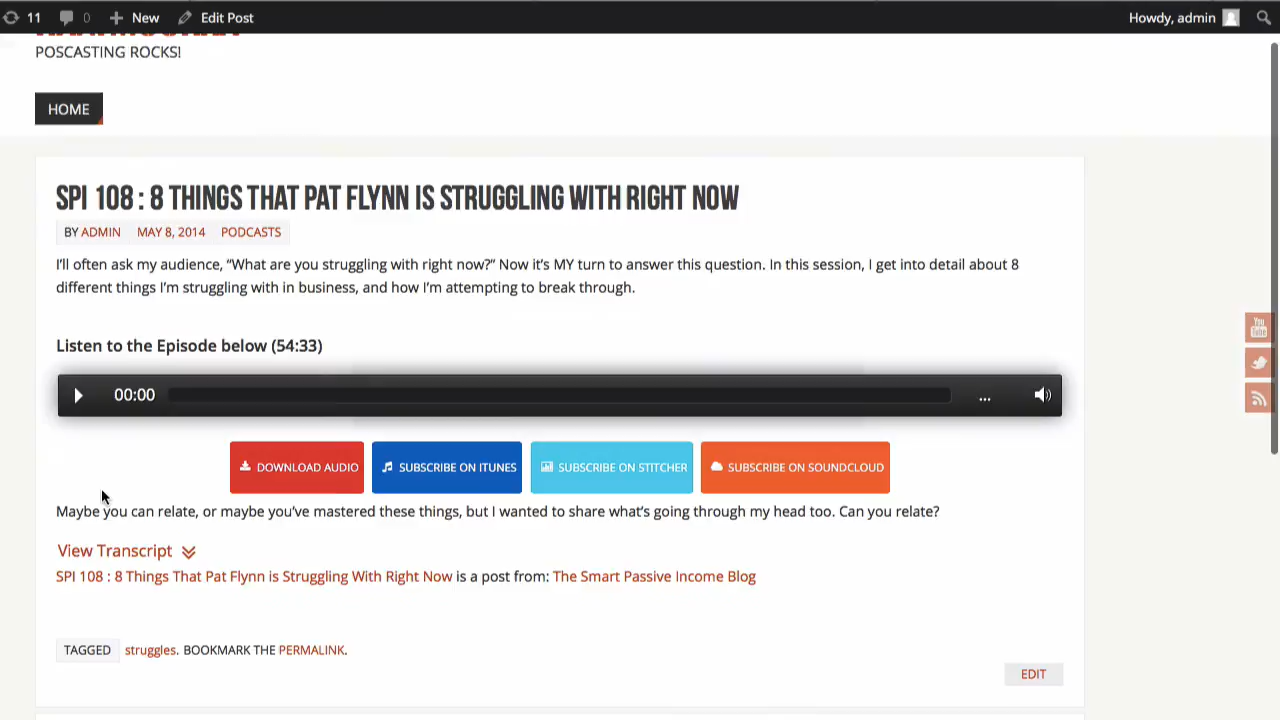 11 0 New Edit Post Howdy, admin
POSCASTING ROCKS!
HOME
SPI 108 : 8 THINGS THAT PAT FLYNN IS STRUGGLING WITH RIGHT NOW
BY ADMIN MAY 8, 2014 PODCASTS
I'll often ask my audience, “What are you struggling with right now?” Now it's MY turn to answer this question. In this session, I get into detail about 8
different things I'm struggling with in business, and how I'm attempting to break through.
Listen to the Episode below (54:33)
00:00 ...
DOWNLOAD AUDIO SUBSCRIBE ON ITUNES SUBSCRIBE ON STITCHER SUBSCRIBE ON SOUNDCLOUD
Maybe you can relate, or maybe you've mastered these things, but I wanted to share what's going through my head too. Can you relate?
View Transcript
SPI 108 : 8 Things That Pat Flynn is Struggling With Right Now is a post from: The Smart Passive Income Blog
TAGGED struggles. BOOKMARK THE PERMALINK.
EDIT
You Tube